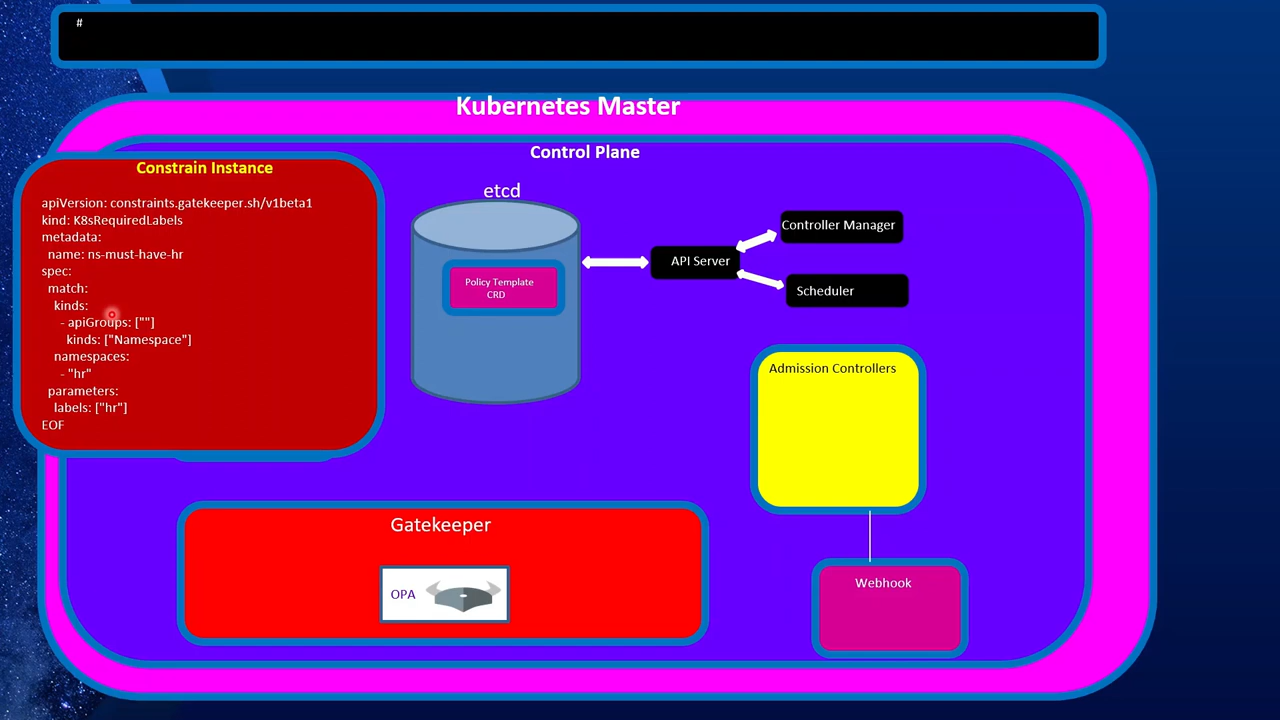 #
Kubernetes Master
Control Plane
Constrain Instance
apiVersion: constraints.gatekeeper.sh/v1beta1
kind: K8sRequiredLabels
metadata:
  name: ns-must-have-hr
spec:
  match:
    kinds:
      - apiGroups: [""]
        kinds: ["Namespace"]
    namespaces:
      - "hr"
  parameters:
    labels: ["hr"]
EOF
etcd
Policy Template
CRD
API Server
Controller Manager
Scheduler
Admission Controllers
Gatekeeper
OPA
Webhook